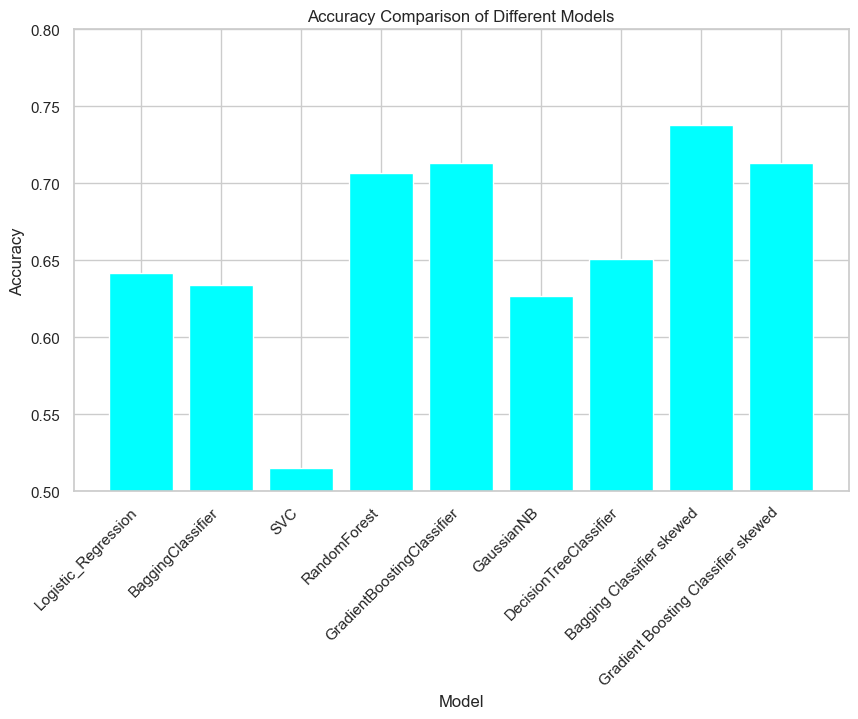 Accuracy Comparison of Different Models
Accuracy
0.80
0.75
0.70
0.65
0.60
0.55
0.50
Logistic_Regression
BaggingClassifier
SVC
RandomForest
GradientBoostingClassifier
GaussianNB
DecisionTreeClassifier
Bagging Classifier skewed
Gradient Boosting Classifier skewed
Model